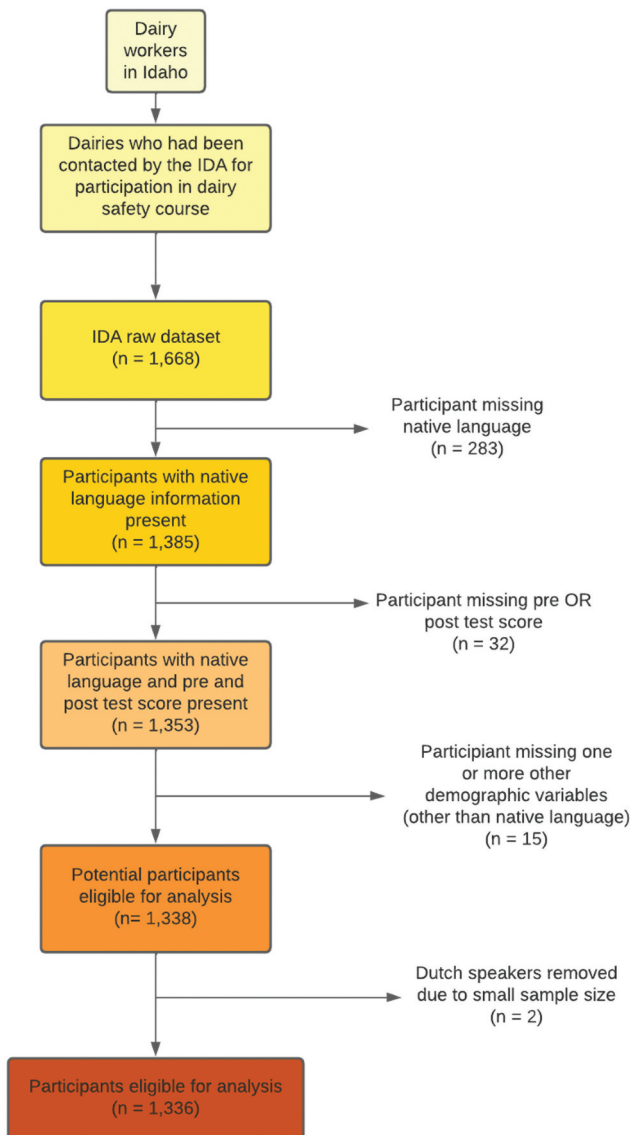 Dairy
workers
in Idaho
Dairies who had been
contacted by the IDA for
participation in dairy
safety course
IDA raw dataset
(n = 1,668)
Participant missing
native language
(n = 283)
Participants with native
language information
present
(n = 1,385)
Participant missing pre OR
post test score
(n = 32)
Participants with native
language and pre and
post test score present
(n = 1,353)
Participiant missing one
or more other
demographic variables
(other than native language)
(n = 15)
Potential participants
eligible for analysis
(n= 1,338)
Dutch speakers removed
due to small sample size
(n = 2)
Participants eligible for analysis
(n = 1,336)